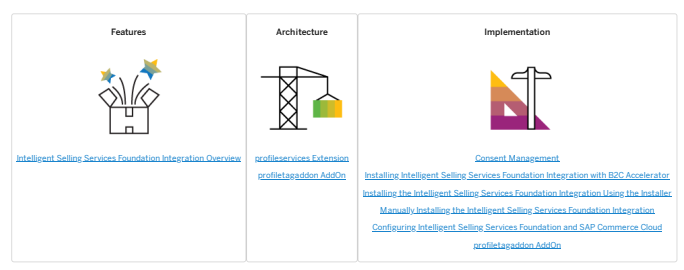 Features
Intelligent Selling Services Foundation Integration Overview
Architecture
profileservices Extension
profiletagaddon AddOn
Implementation
Consent Management
Installing Intelligent Selling Services Foundation Integration with B2C Accelerator
Installing the Intelligent Selling Services Foundation Integration Using the Installer
Manually Installing the Intelligent Selling Services Foundation Integration
Configuring Intelligent Selling Services Foundation and SAP Commerce Cloud
profiletagaddon AddOn